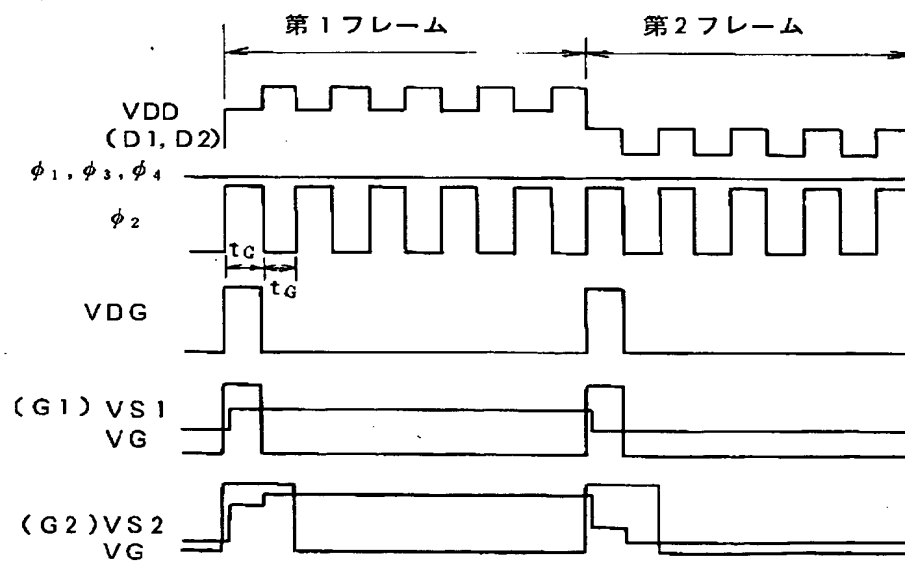 第1フレーム 第2フレーム
VDD
(D1, D2)
φ1, φ3, φ4
φ2
tG
tG
VDG
(G1) VS1
VG
(G2) VS2
VG